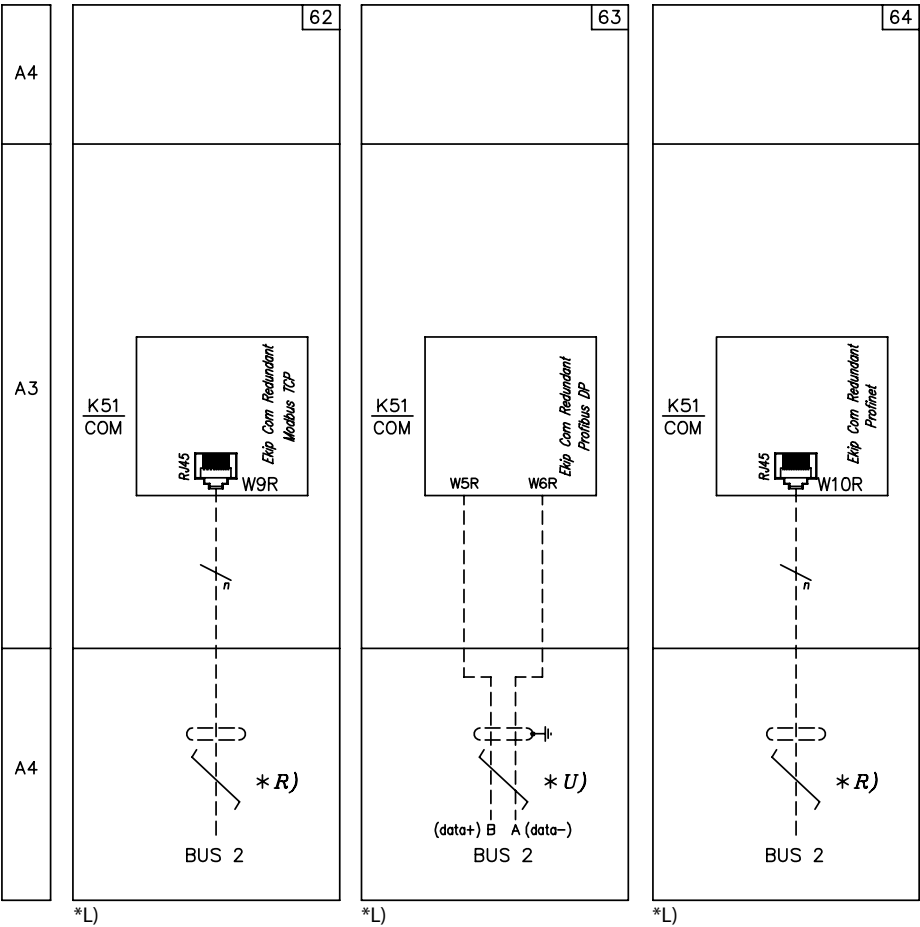 A4
A3
A4
62
K51
COM
Ekip Com Redundant
Modbus TCP
RJ45
W9R
n
*R)
BUS 2
*L)
63
K51
COM
Ekip Com Redundant
Profibus DP
W5R W6R
*U)
(data+) B A (data-)
BUS 2
*L)
64
K51
COM
Ekip Com Redundant
Profinet
RJ45
W10R
n
*R)
BUS 2
*L)